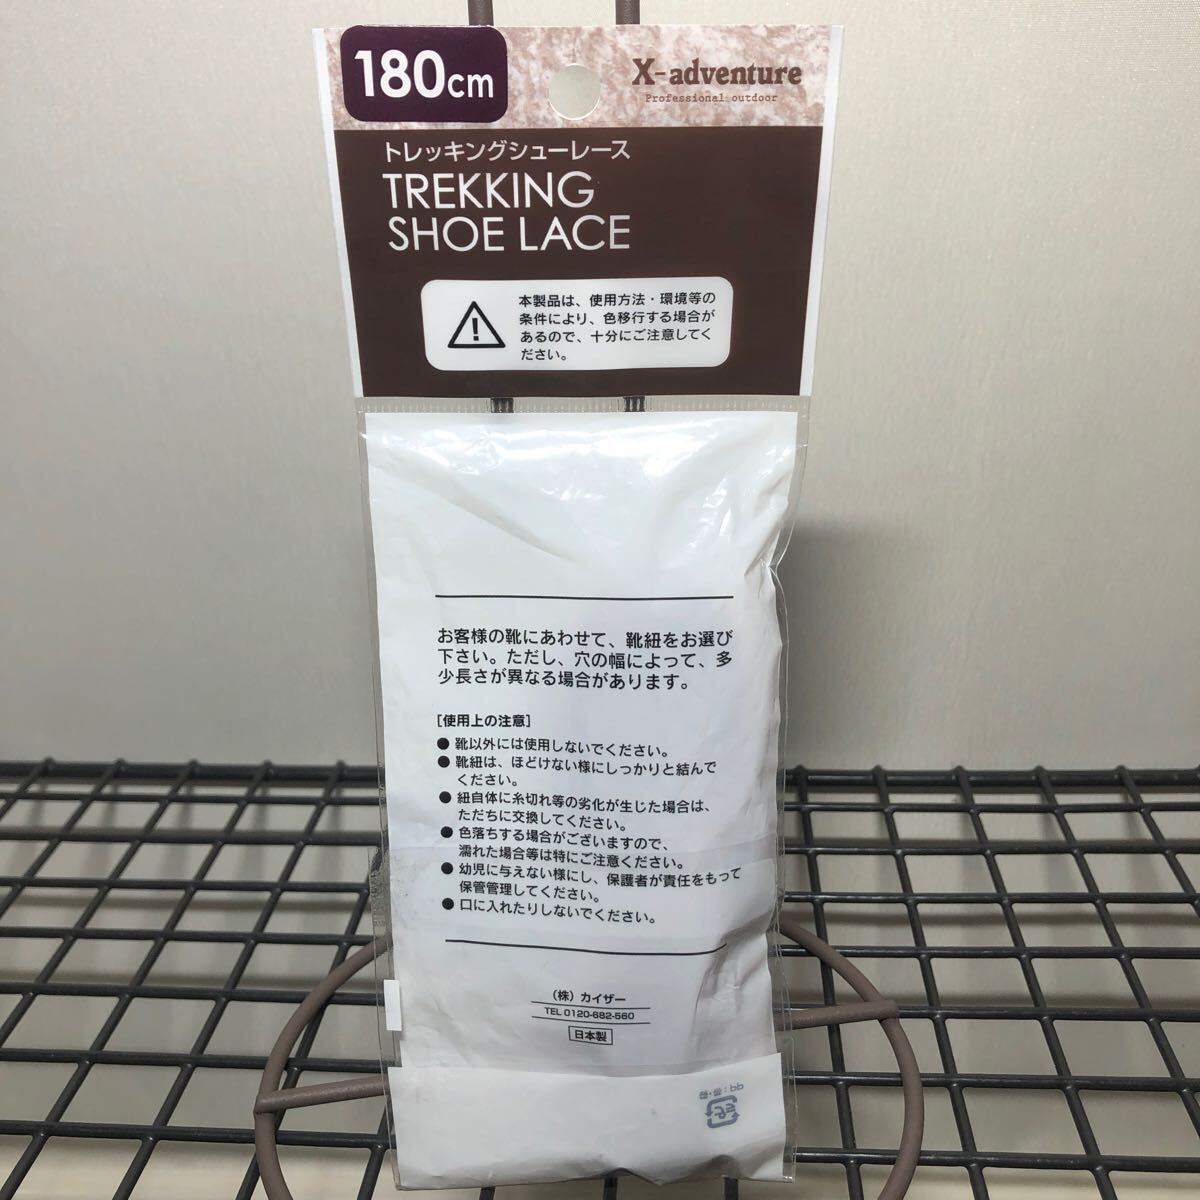 180cm
X-adventure
Professional outdoor
トレッキングシューレース
TREKKING
SHOE LACE
本製品は、使用方法・環境等の
条件により、色移行する場合が
あるので、十分にご注意してく
ださい。
お客様の靴にあわせて、靴紐をお選び
下さい。ただし、穴の幅によって、多
少長さが異なる場合があります。
[使用上の注意]
● 靴以外には使用しないでください。
● 靴紐は、ほどけない様にしっかりと結んで
ください。
● 紐自体に糸切れ等の劣化が生じた場合は、
ただちに交換してください。
● 色落ちする場合がございますので、
濡れた場合等は特にご注意ください。
● 幼児に与えない様にし、保護者が責任をもって
保管管理してください。
● 口に入れたりしないでください。
（株）カイザー
TEL 0120-682-560
日本製